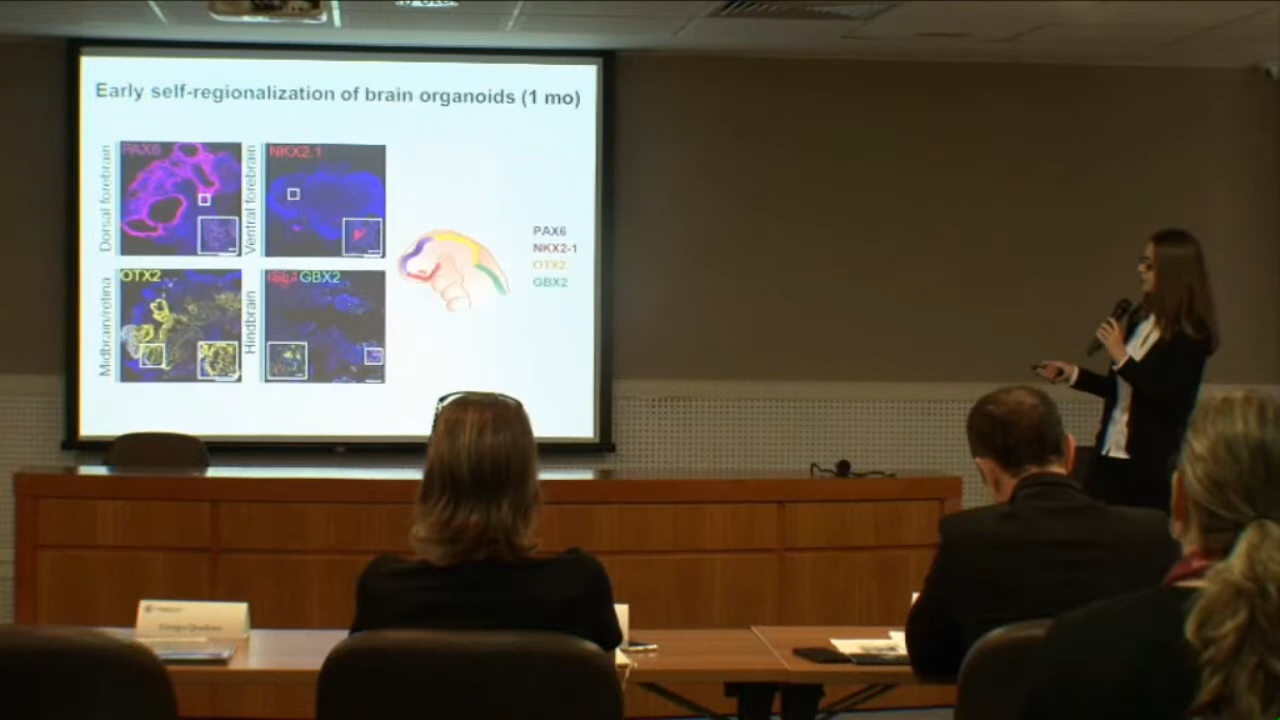 Early self-regionalization of brain organoids (1 mo)
Dorsal forebrain
PAX6
Ventral forebrain
NKX2.1
Midbrain/retina
OTX2
Hindbrain
GBX2
PAX6
NKX2-1
OTX2
GBX2